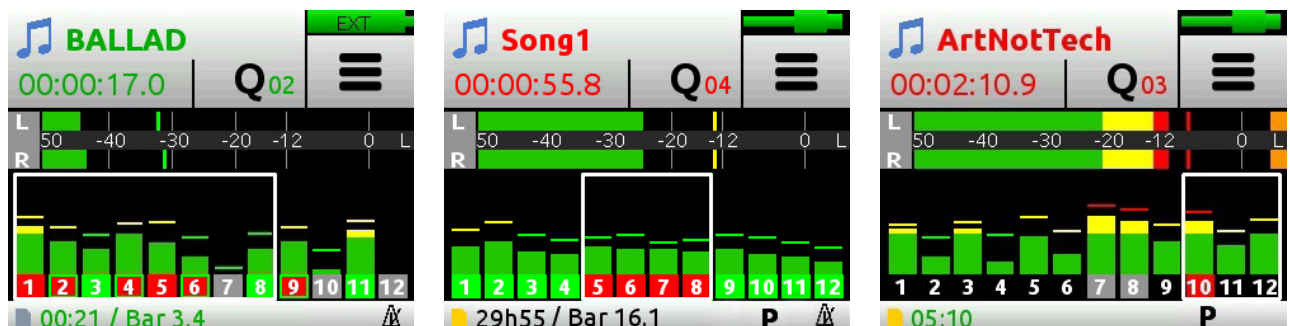 BALLAD
EXT
00:00:17.0
Q02
L
50 -40 -30 -20 -12 0 L
R
1 2 3 4 5 6 7 8 9 10 11 12
00:21 / Bar 3.4
Song1
00:00:55.8
Q04
L
50 -40 -30 -20 -12 0 L
R
1 2 3 4 5 6 7 8 9 10 11 12
29h55 / Bar 16.1 P
ArtNotTech
00:02:10.9
Q03
L
50 -40 -30 -20 -12 0 L
R
1 2 3 4 5 6 7 8 9 10 11 12
05:10 P